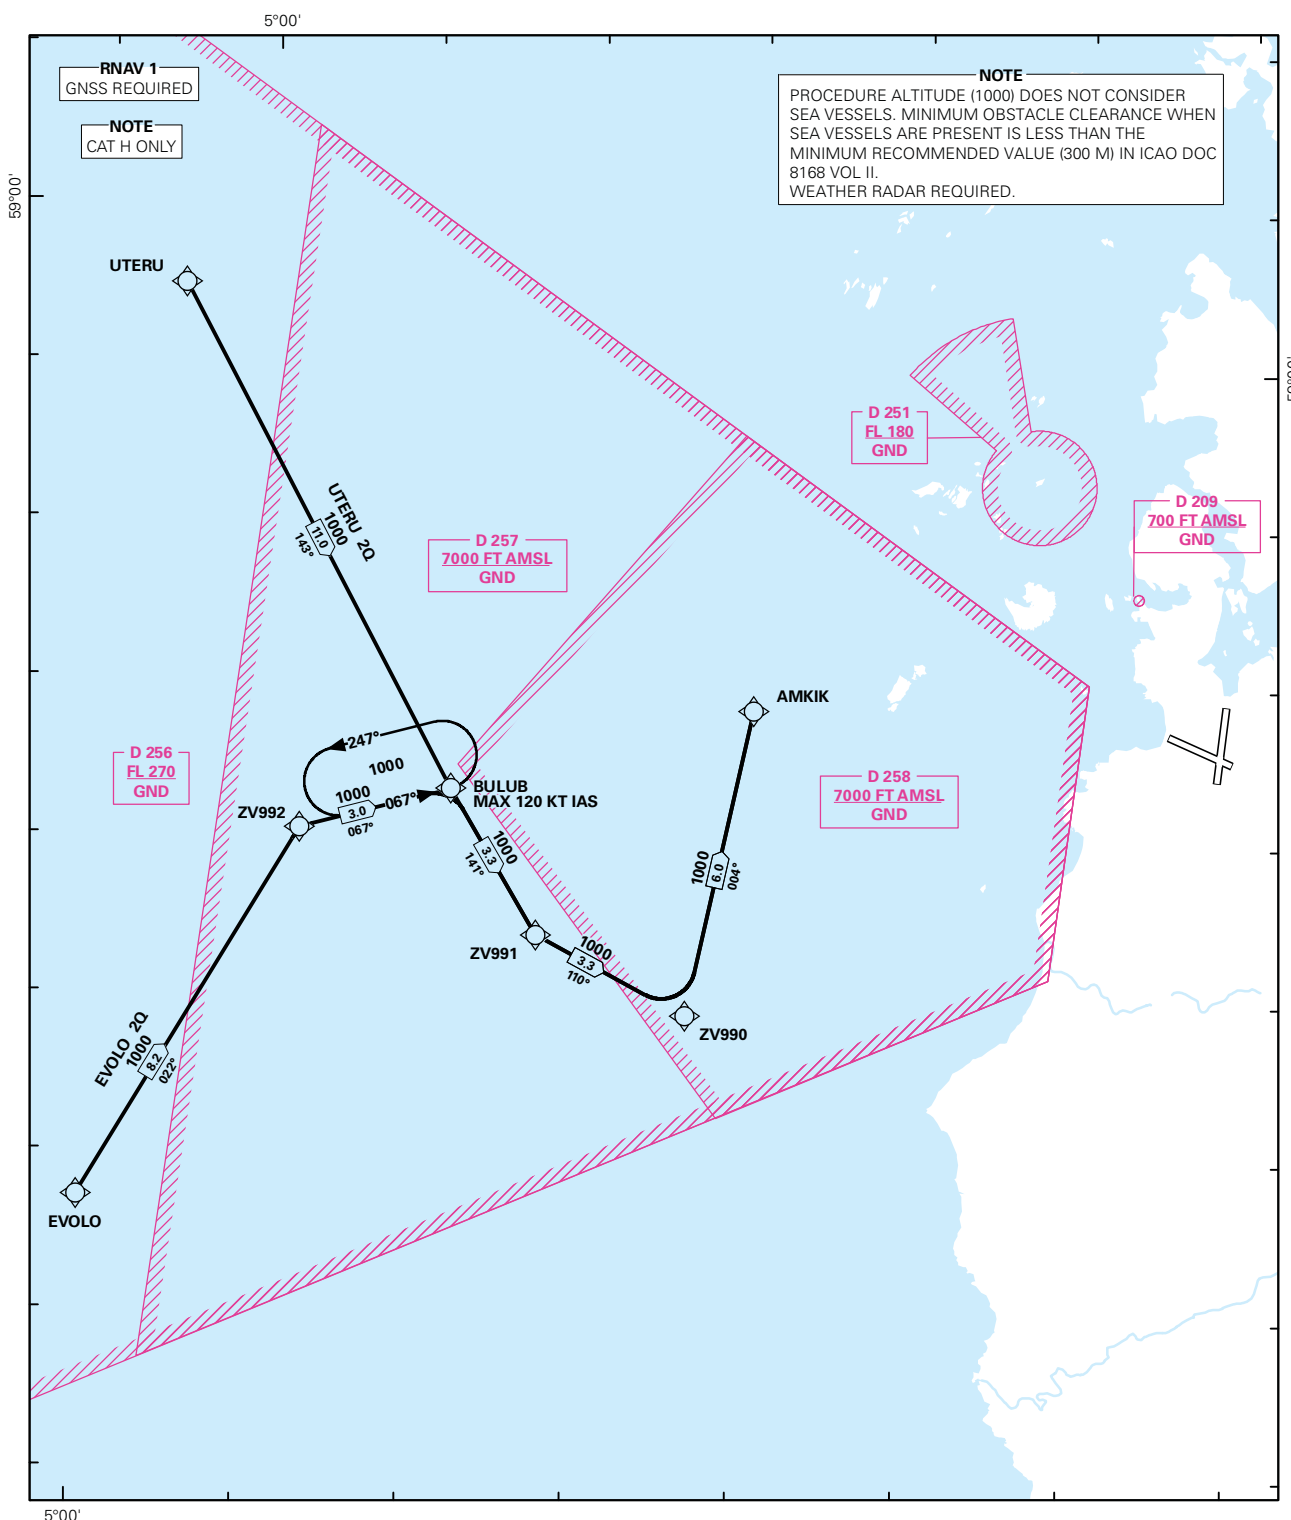 5°00'
RNAV 1
GNSS REQUIRED
NOTE
CAT H ONLY
NOTE
PROCEDURE ALTITUDE (1000) DOES NOT CONSIDER
SEA VESSELS. MINIMUM OBSTACLE CLEARANCE WHEN
SEA VESSELS ARE PRESENT IS LESS THAN THE
MINIMUM RECOMMENDED VALUE (300 M) IN ICAO DOC
8168 VOL II.
WEATHER RADAR REQUIRED.
59°00'
UTERU
UTERU 2Q
1000
11.0
143°
D 251
FL 180
GND
D 209
700 FT AMSL
GND
D 257
7000 FT AMSL
GND
AMKIK
D 256
FL 270
GND
247°
1000
1000
3.0
067°
067°
BULUB
MAX 120 KT IAS
D 258
7000 FT AMSL
GND
ZV992
1000
3.3
141°
1000
6.0
004°
ZV991
1000
3.3
110°
ZV990
EVOLO 2Q
1000
8.2
022°
EVOLO
5°00'